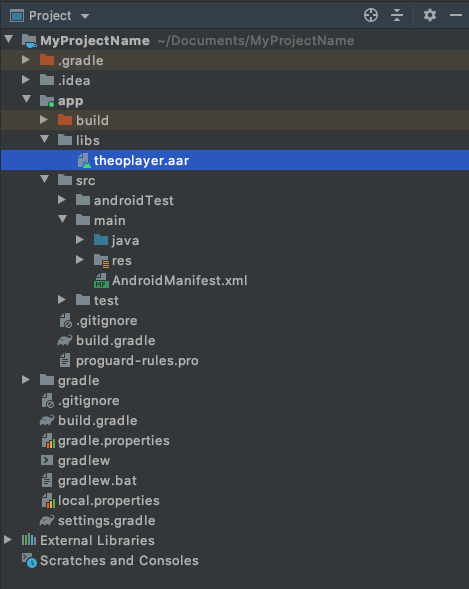 Project
MyProjectName ~/Documents/MyProjectName
.gradle
.idea
app
build
libs
theoplayer.aar
src
androidTest
main
java
res
AndroidManifest.xml
test
.gitignore
build.gradle
proguard-rules.pro
gradle
.gitignore
build.gradle
gradle.properties
gradlew
gradlew.bat
local.properties
settings.gradle
External Libraries
Scratches and Consoles